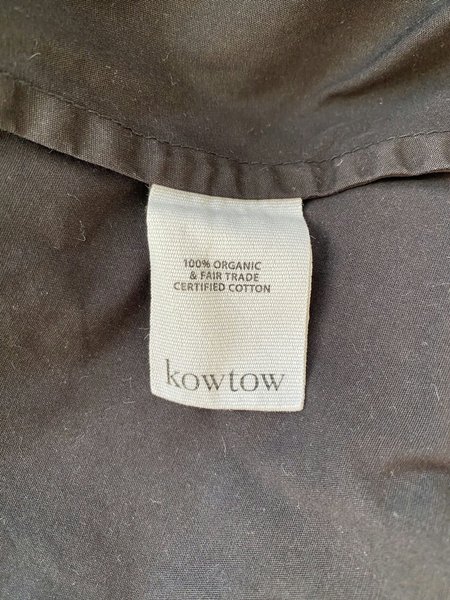 100% ORGANIC
& FAIR TRADE
CERTIFIED COTTON
kowtow